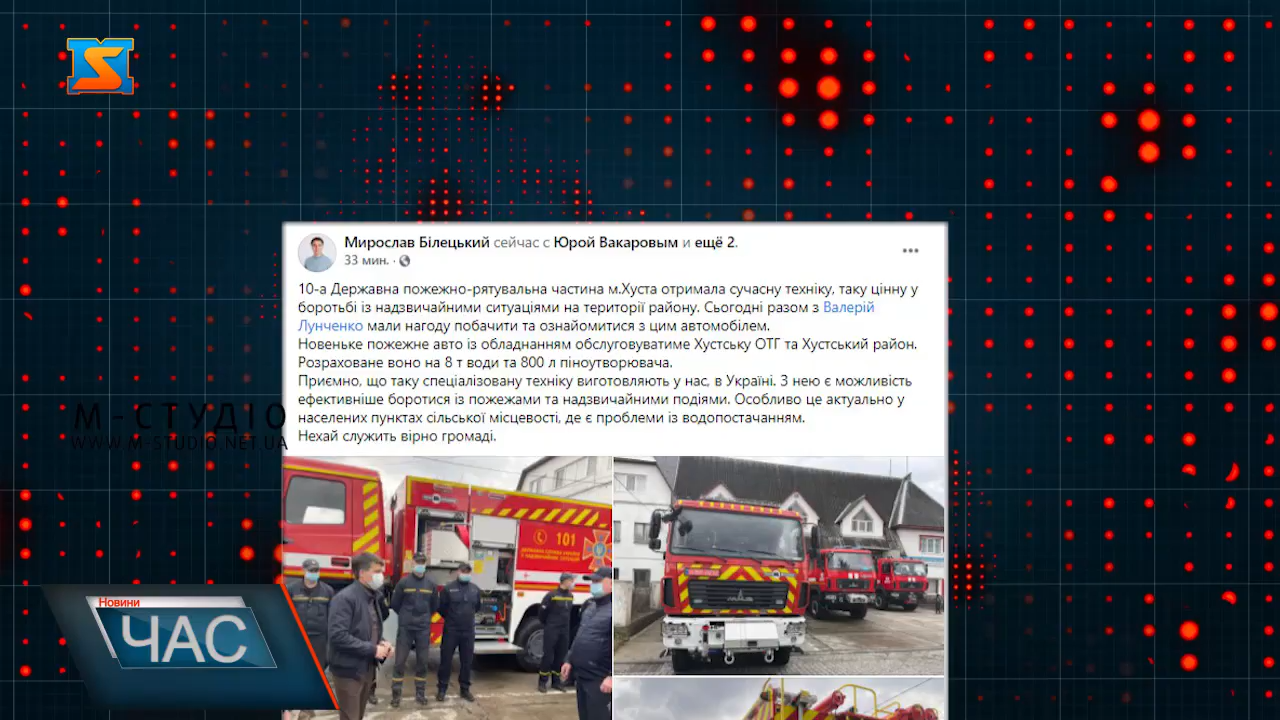 Мирослав Білецький сейчас с Юрой Вакаровым и ещё 2.
33 мин. ·
10-а Державна пожежно-рятувальна частина м.Хуста отримала сучасну техніку, таку цінну у
боротьбі із надзвичайними ситуаціями на території району. Сьогодні разом з Валерій
Лунченко мали нагоду побачити та ознайомитися з цим автомобілем.
Новеньке пожежне авто із обладнанням обслуговуватиме Хустську ОТГ та Хустський район.
Розраховане воно на 8 т води та 800 л піноутворювача.
Приємно, що таку спеціалізовану техніку виготовляють у нас, в Україні. З нею є можливість
ефективніше боротися із пожежами та надзвичайними подіями. Особливо це актуально у
населених пунктах сільської місцевості, де є проблеми із водопостачанням.
Нехай служить вірно громаді.
М-СТУДІО
WWW.M-STUDIO.NET.UA
101
Новини
ЧАС